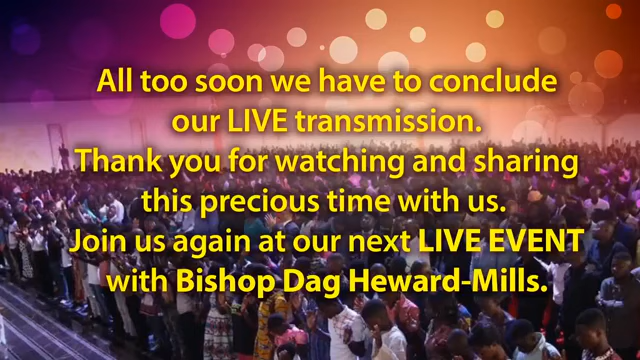 All too soon we have to conclude
our LIVE transmission.
Thank you for watching and sharing
this precious time with us.
Join us again at our next LIVE EVENT
with Bishop Dag Heward-Mills.